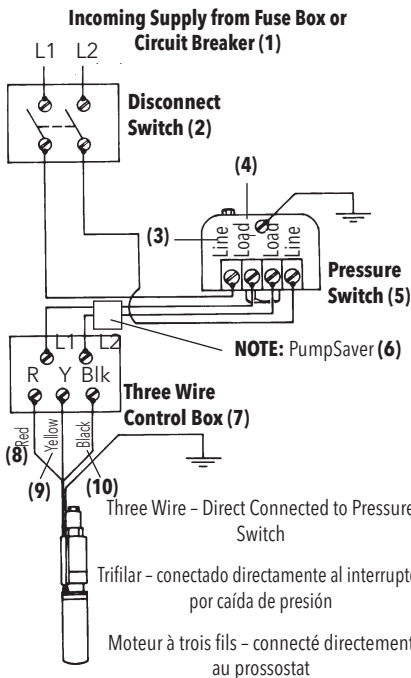 Incoming Supply from Fuse Box or
Circuit Breaker (1)
L1 L2
Disconnect
Switch (2)
(4)
(3)
Line Load Load Line
Pressure
Switch (5)
NOTE: PumpSaver (6)
L1 L2
R Y Blk
Three Wire
Control Box (7)
Red Yellow Black
(8)
(9) (10)
Three Wire – Direct Connected to Pressure
Switch
Trifilar – conectado directamente al interrupto
por caída de presión
Moteur à trois fils – connecté directement
au prossostat